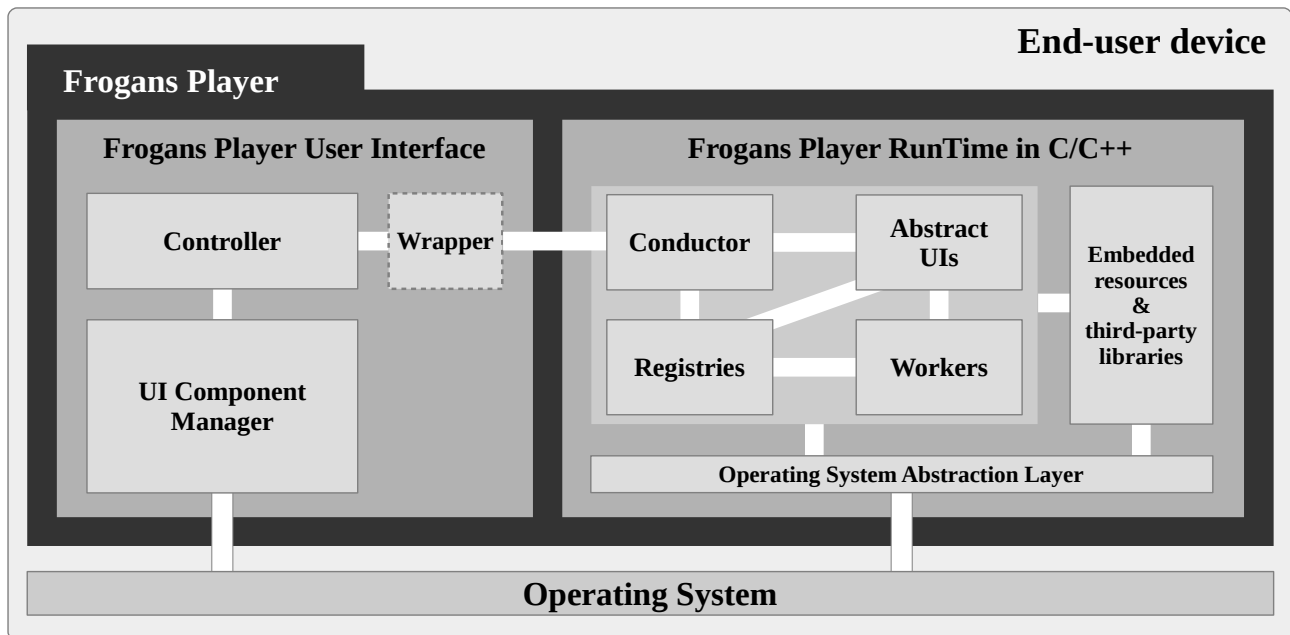 End-user device
Frogans Player
Frogans Player User Interface
Controller
Wrapper
UI Component
Manager
Frogans Player RunTime in C/C++
Conductor
Abstract
UIs
Registries
Workers
Embedded
resources
&
third-party
libraries
Operating System Abstraction Layer
Operating System